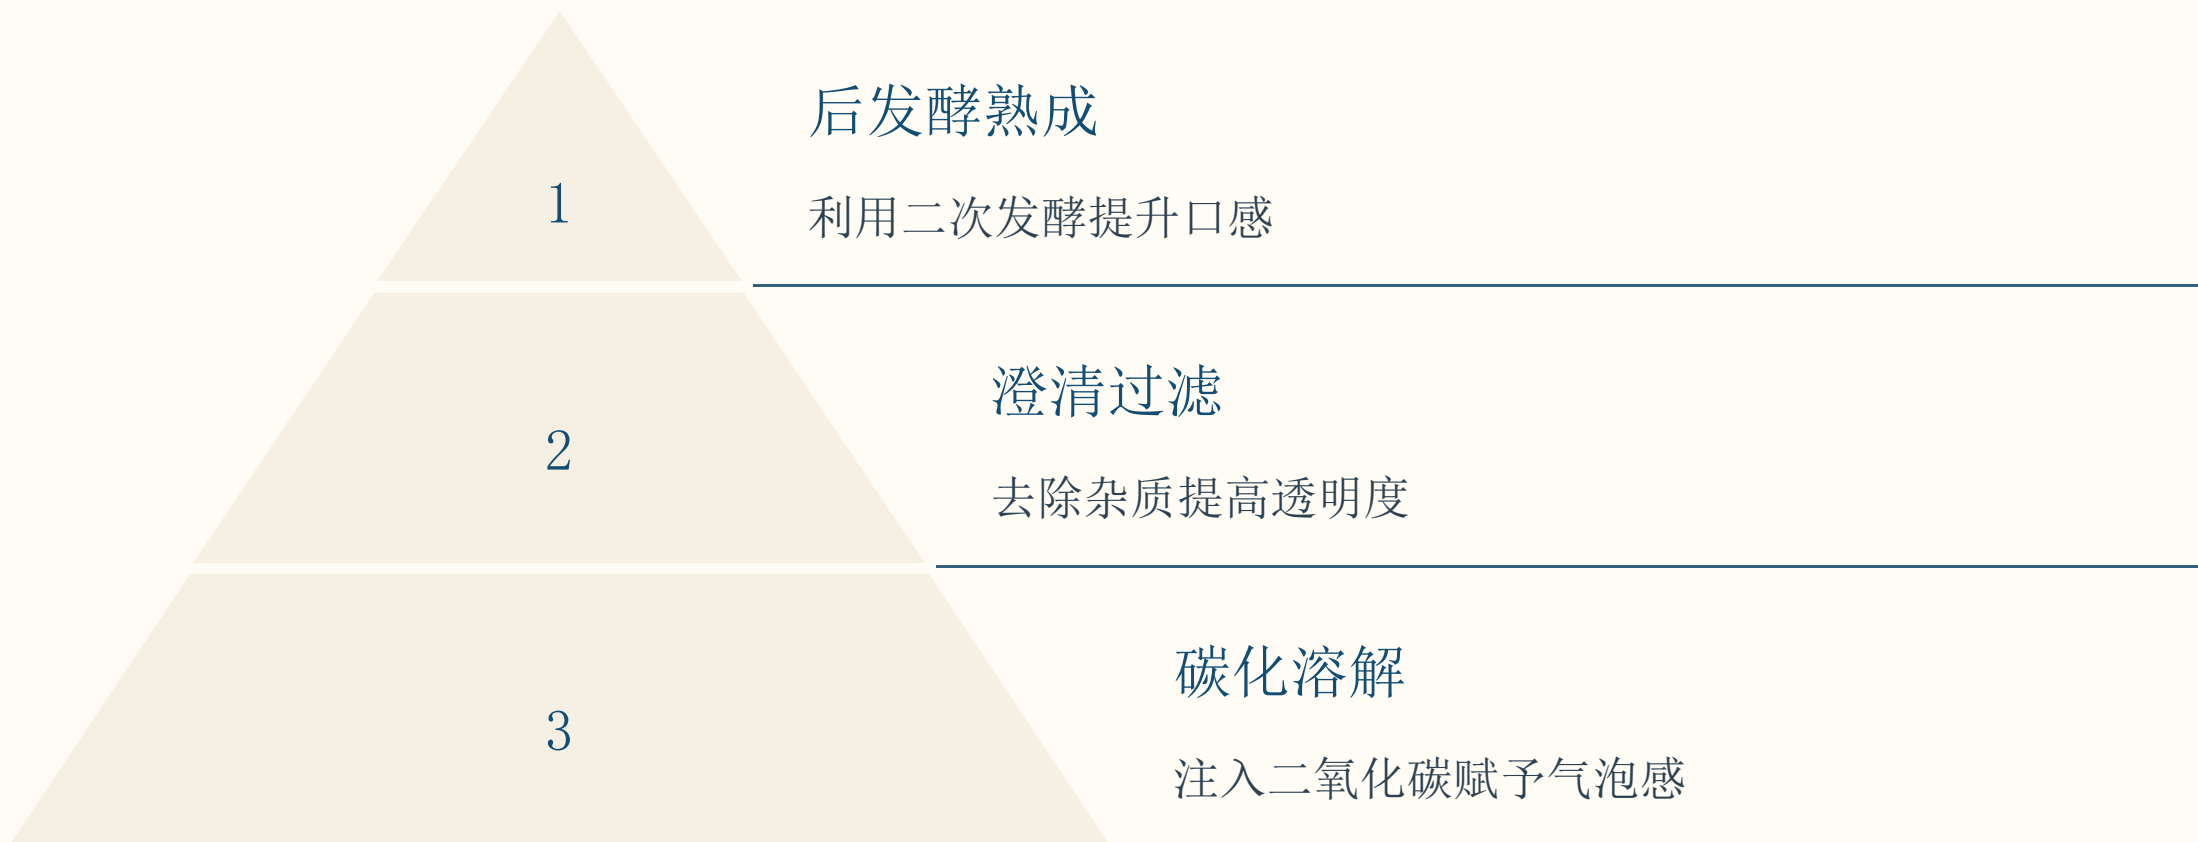 后发酵熟成
1
利用二次发酵提升口感
澄清过滤
2
去除杂质提高透明度
碳化溶解
3
注入二氧化碳赋予气泡感